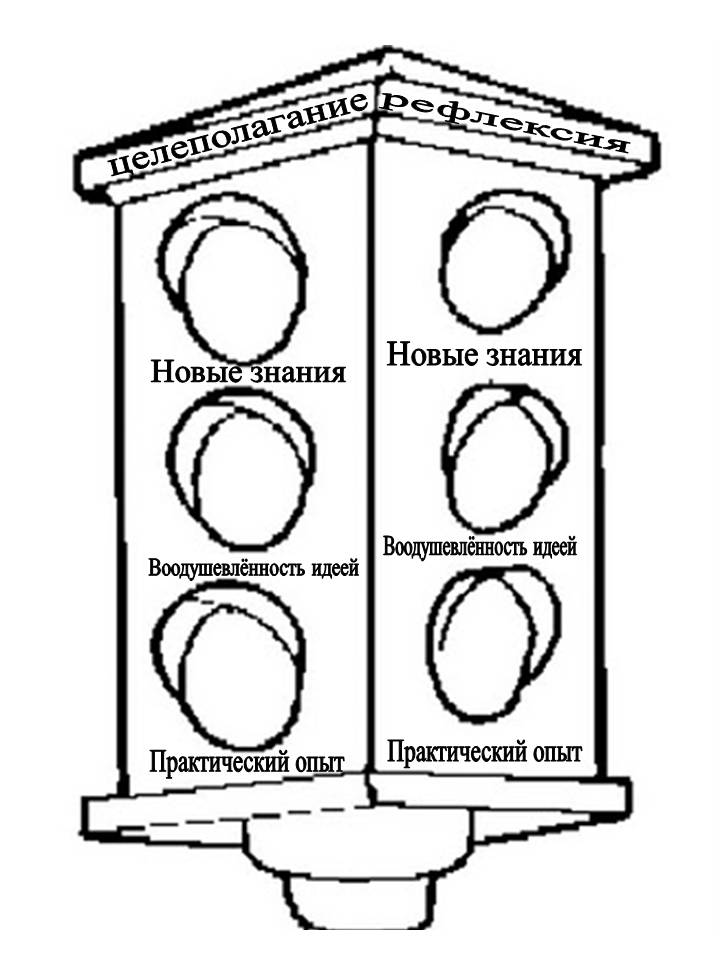 целеполагание
рефлексия
Новые знания
Новые знания
Воодушевлённость идеей
Воодушевлённость идеей
Практический опыт
Практический опыт